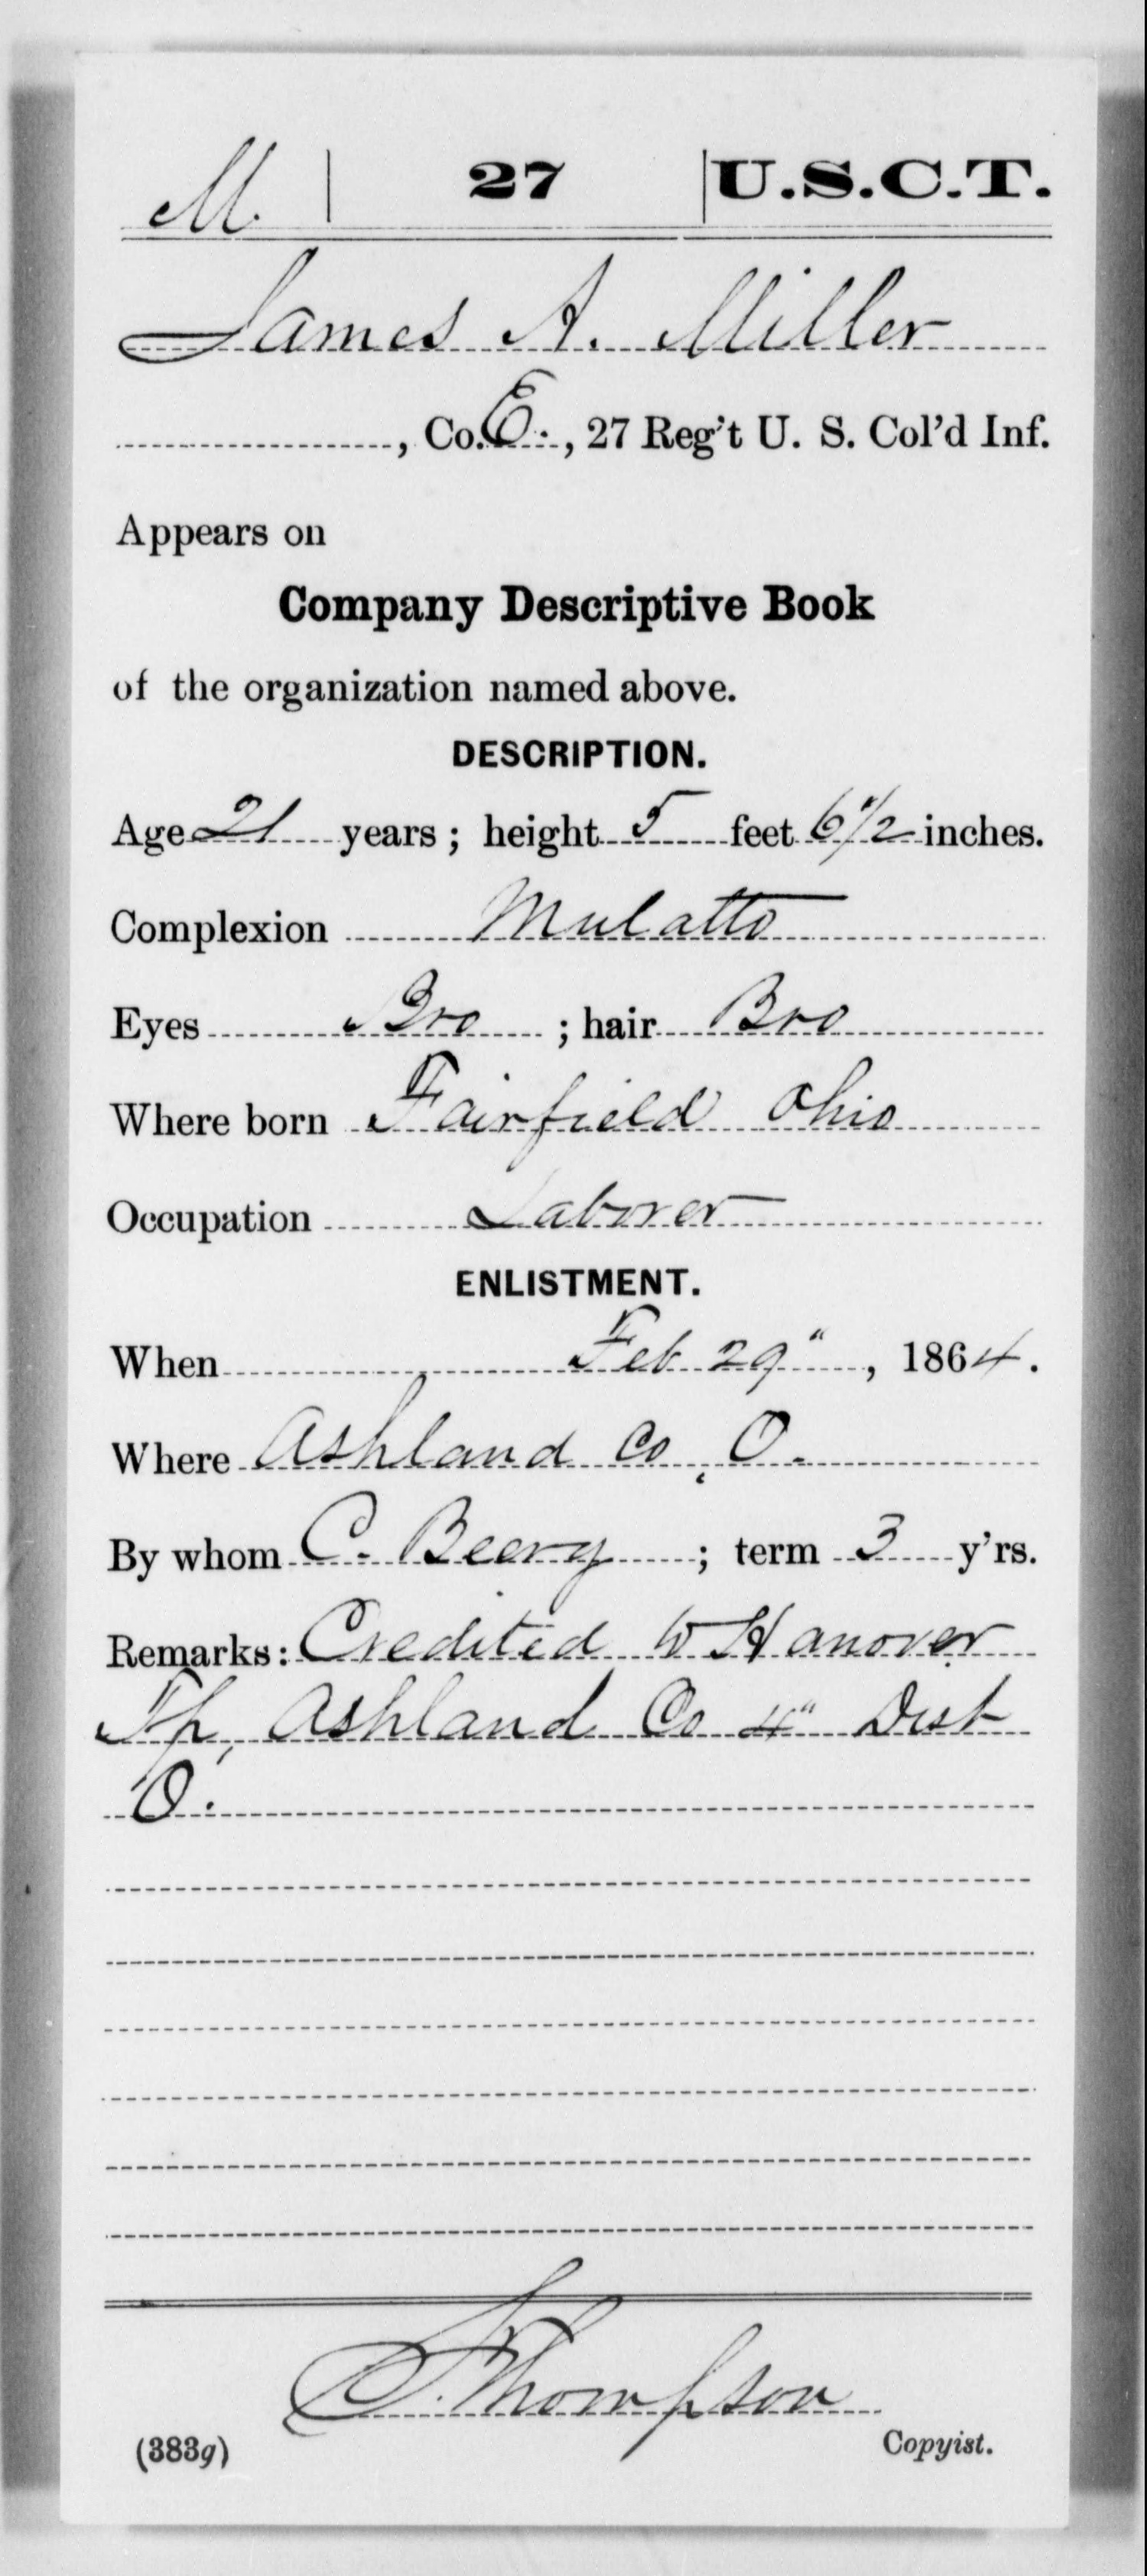 M. 27 U.S.C.T.
James A. Miller
, Co. E., 27 Reg't U. S. Col'd Inf.
Appears on
Company Descriptive Book
of the organization named above.
DESCRIPTION.
Age 21 years; height 5 feet 6 1/2 inches.
Complexion Mulatto
Eyes Bro ; hair Bro
Where born Fairfield Ohio
Occupation Laborer
ENLISTMENT.
When Feb 29", 1864.
Where Ashland Co, O.
By whom C. Beery ; term 3 y'rs.
Remarks: Credited to Hanover
Tp, Ashland Co 4" Dist
O.
Thompson
(383g) Copyist.